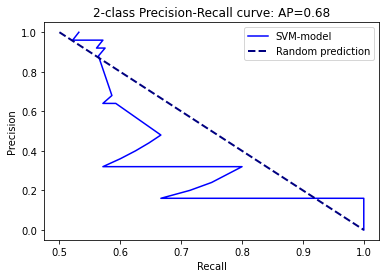 2-class Precision-Recall curve: AP=0.68
SVM-model
Random prediction
Precision
1.0
0.8
0.6
0.4
0.2
0.0
0.5
0.6
0.7
0.8
0.9
1.0
Recall